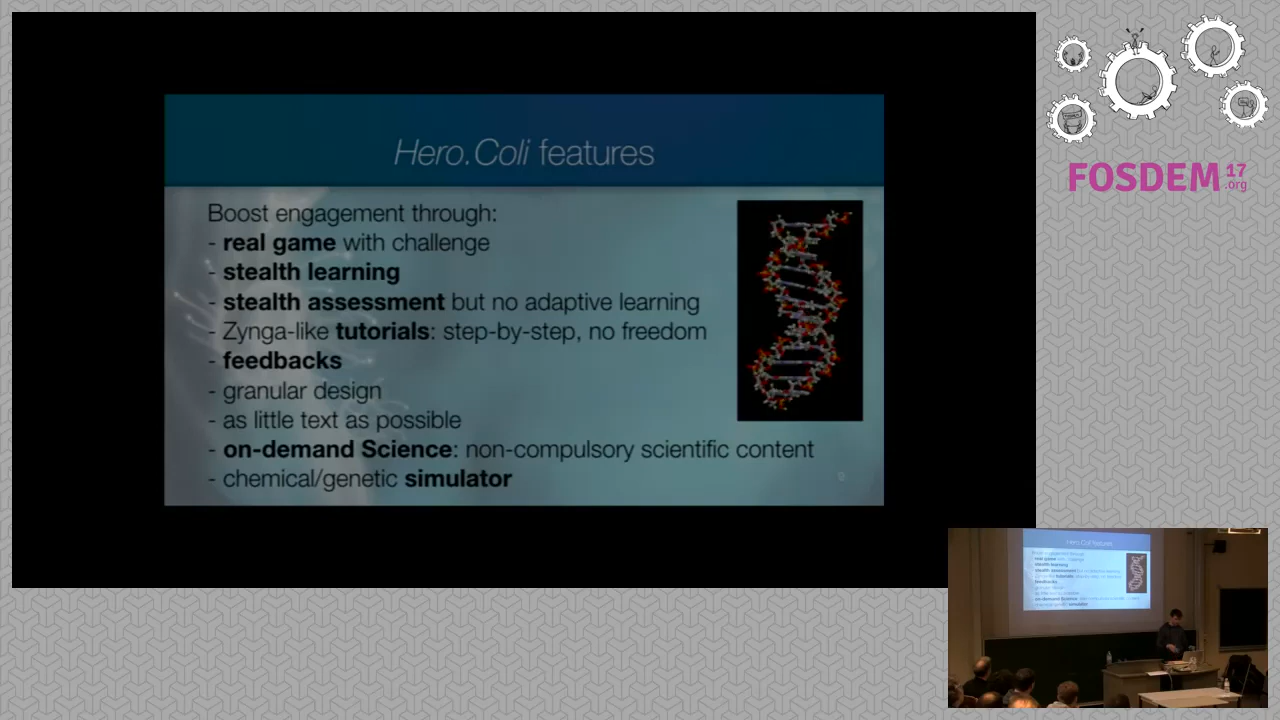 Hero.Coli features
Boost engagement through:
- real game with challenge
- stealth learning
- stealth assessment but no adaptive learning
- Zynga-like tutorials: step-by-step, no freedom
- feedbacks
- granular design
- as little text as possible
- on-demand Science: non-compulsory scientific content
- chemical/genetic simulator
FOSDEM 17
.org